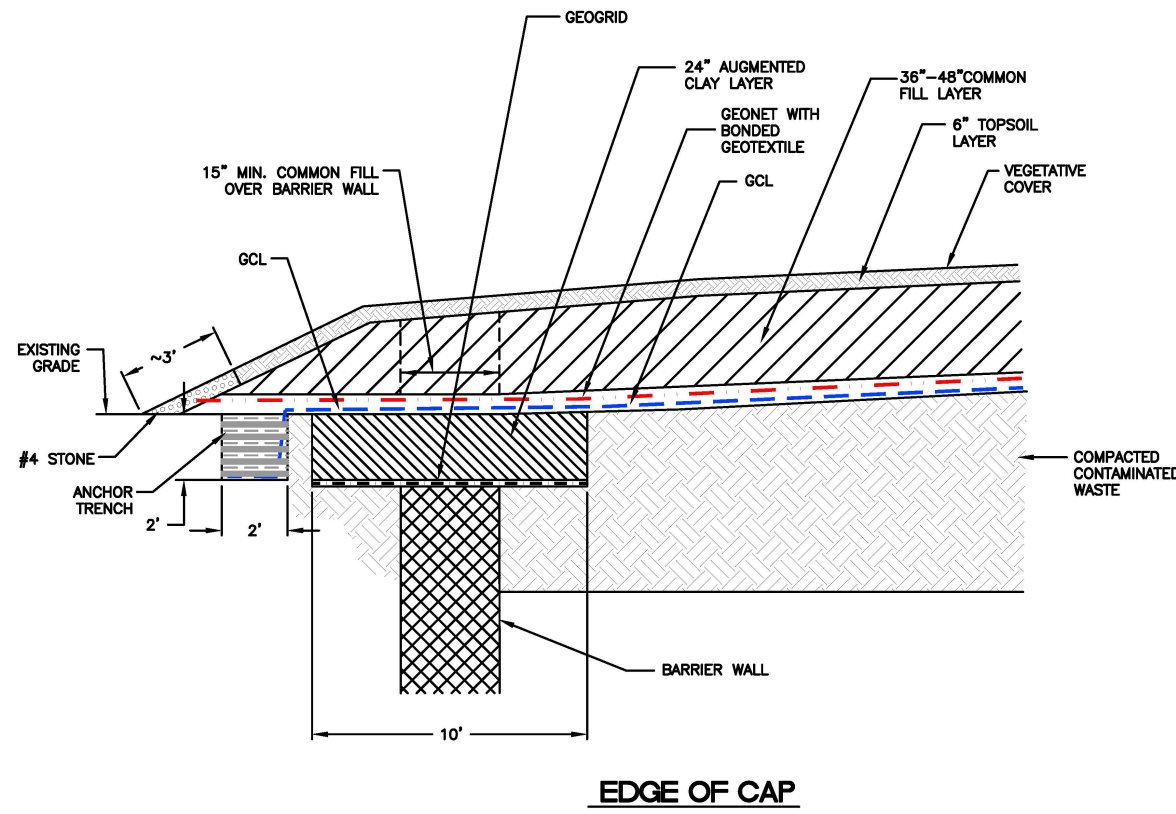 GEOGRID
24" AUGMENTED
CLAY LAYER
36"-48"COMMON
FILL LAYER
GEONET WITH
BONDED
GEOTEXTILE
6" TOPSOIL
LAYER
15" MIN. COMMON FILL
OVER BARRIER WALL
GCL
VEGETATIVE
COVER
GCL
EXISTING
GRADE
~3'
#4 STONE
ANCHOR
TRENCH
2'
2'
COMPACTED
CONTAMINATED
WASTE
BARRIER WALL
10'
EDGE OF CAP